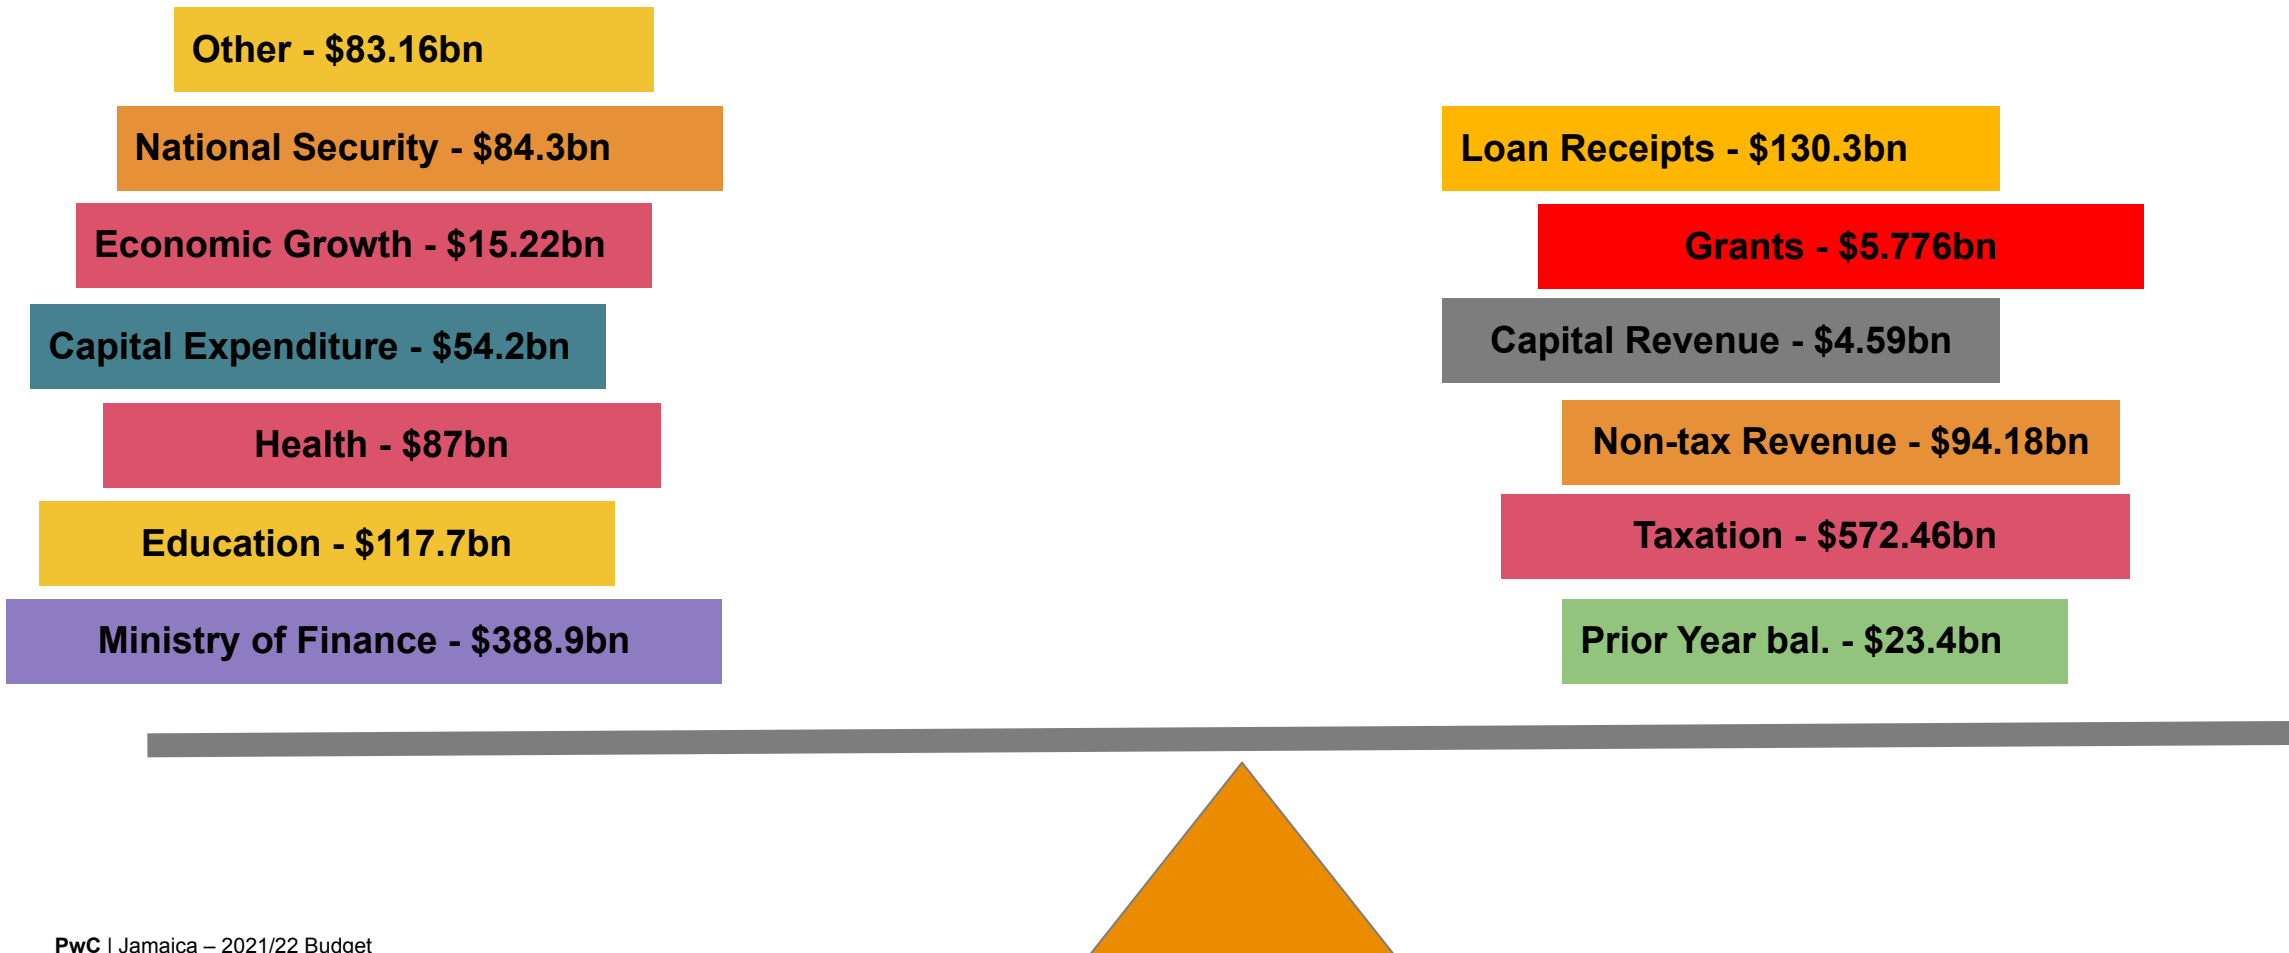 Other - $83.16bn
National Security - $84.3bn
Economic Growth - $15.22bn
Capital Expenditure - $54.2bn
Health - $87bn
Education - $117.7bn
Ministry of Finance - $388.9bn
Loan Receipts - $130.3bn
Grants - $5.776bn
Capital Revenue - $4.59bn
Non-tax Revenue - $94.18bn
Taxation - $572.46bn
Prior Year bal. - $23.4bn
PwC | Jamaica – 2021/22 Budget